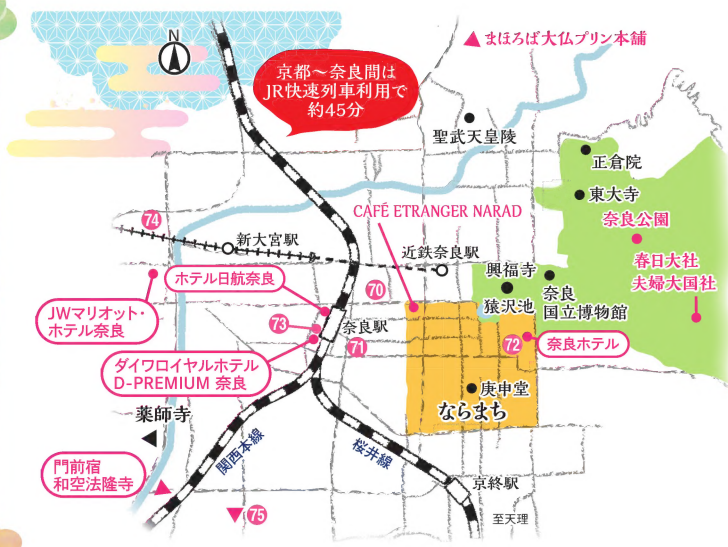 N
まほろば大仏プリン本舗
京都〜奈良間は
JR快速列車利用で
約45分
聖武天皇陵
正倉院
東大寺
奈良公園
CAFÉ ETRANGER NARAD
74
新大宮駅
近鉄奈良駅
春日大社
夫婦大国社
興福寺
猿沢池
奈良
国立博物館
ホテル日航奈良
70
JWマリオット・
ホテル奈良
73
奈良駅
71
72
奈良ホテル
ダイワロイヤルホテル
D-PREMIUM 奈良
庚申堂
ならまち
薬師寺
関西本線
桜井線
門前宿
和空法隆寺
京終駅
75
至天理